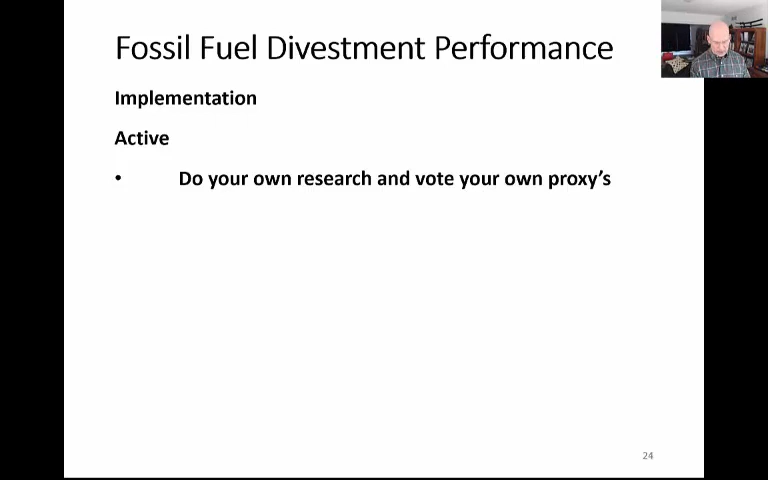 Fossil Fuel Divestment Performance
Implementation
Active
• Do your own research and vote your own proxy’s
24